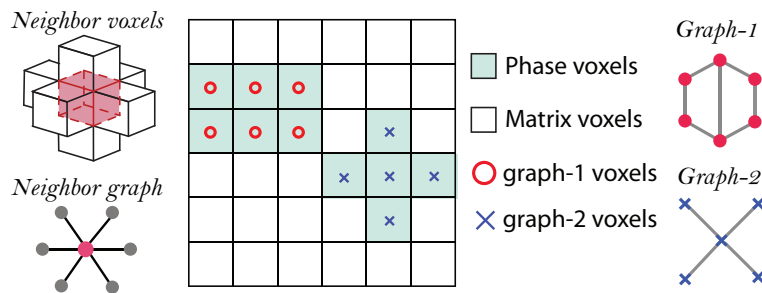 Neighbor voxels
Neighbor graph
Phase voxels
Matrix voxels
graph-1 voxels
graph-2 voxels
Graph-1
Graph-2